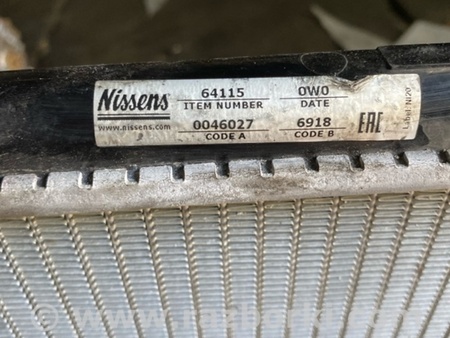 Nissens
www.nissens.com
64115
ITEM NUMBER
0W0
DATE
0046027
CODE A
6918
CODE B
EAC